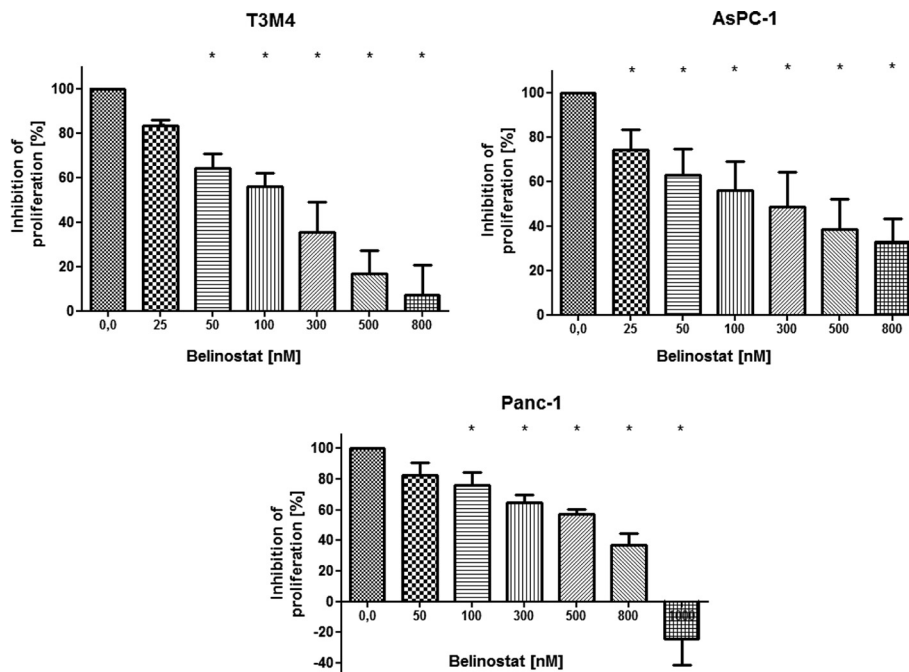 T3M4
* * * * *
Inhibition of
proliferation [%]
100
80
60
40
20
0
0,0 25 50 100 300 500 800
Belinostat [nM]
AsPC-1
* * * * * *
Inhibition of
proliferation [%]
100
80
60
40
20
0
0,0 25 50 100 300 500 800
Belinostat [nM]
Panc-1
* * * * *
Inhibition of
proliferation [%]
100
80
60
40
20
0
-20
-40
0,0 50 100 300 500 800 1000
Belinostat [nM]